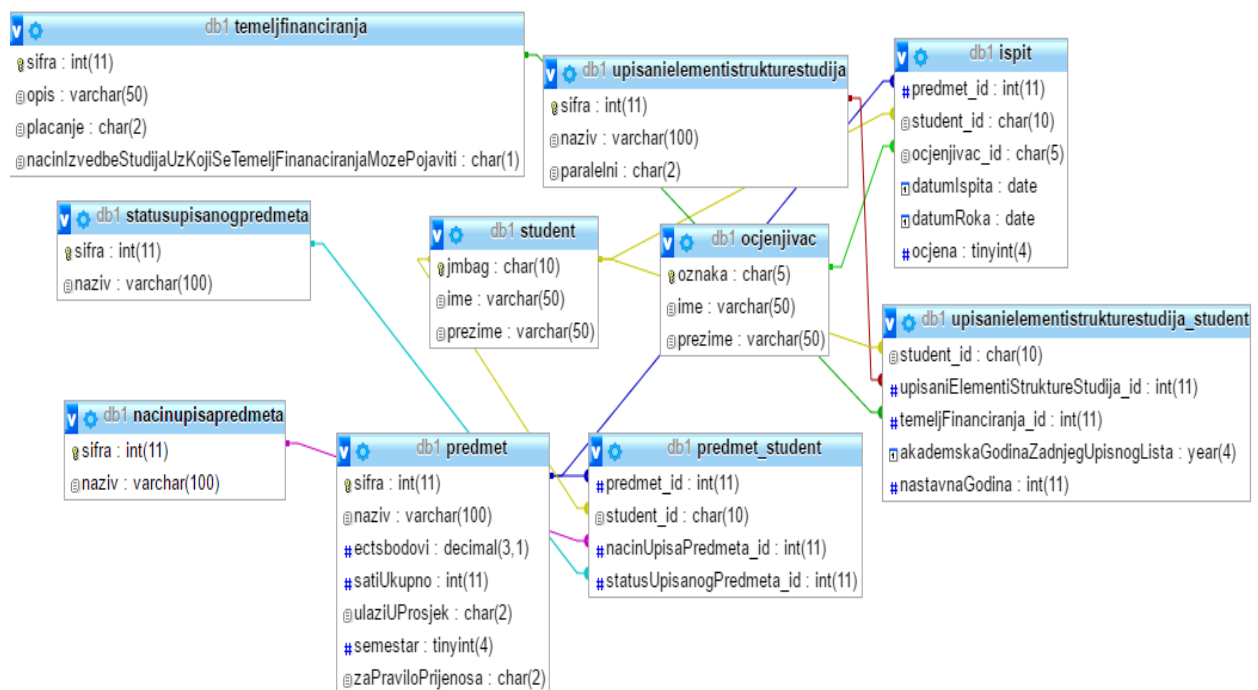 db1 temeljfinanciranja
sifra : int(11)
opis : varchar(50)
placanje : char(2)
nacinIzvedbeStudijaUzKojiSeTemeljFinanaciranjaMozePojaviti : char(1)
db1 upisanielementistrukturestudija
sifra : int(11)
naziv : varchar(100)
paralelni : char(2)
db1 ispit
predmet_id : int(11)
student_id : char(10)
ocjenjivac_id : char(5)
datumIspita : date
datumRoka : date
ocjena : tinyint(4)
db1 statusupisanogpredmeta
sifra : int(11)
naziv : varchar(100)
db1 student
jmbag : char(10)
ime : varchar(50)
prezime : varchar(50)
db1 ocjenjivac
oznaka : char(5)
ime : varchar(50)
prezime : varchar(50)
db1 upisanielementistrukturestudija_student
student_id : char(10)
upisaniElementiStruktureStudija_id : int(11)
temeljFinanciranja_id : int(11)
akademskaGodinaZadnjegUpisnogLista : year(4)
nastavnaGodina : int(11)
db1 nacinupisapredmeta
sifra : int(11)
naziv : varchar(100)
db1 predmet
sifra : int(11)
naziv : varchar(100)
ectsbodovi : decimal(3,1)
satiUkupno : int(11)
ulaziUProsjek : char(2)
semestar : tinyint(4)
zaPraviloPrijenosa : char(2)
db1 predmet_student
predmet_id : int(11)
student_id : char(10)
nacinUpisaPredmeta_id : int(11)
statusUpisanogPredmeta_id : int(11)